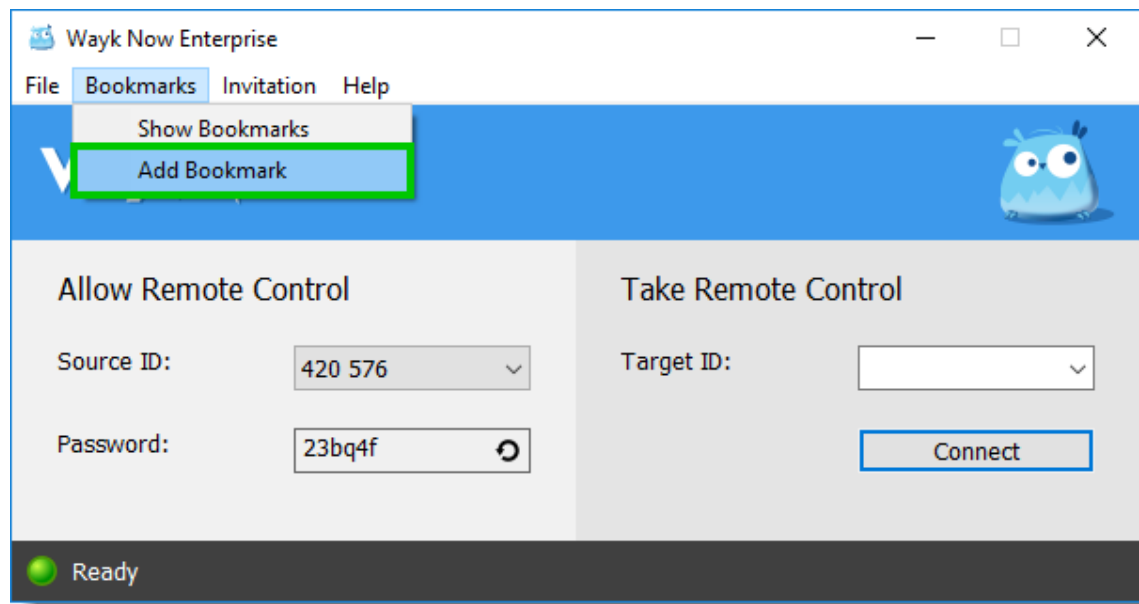 Wayk Now Enterprise
File Bookmarks Invitation Help
Show Bookmarks
Add Bookmark
Allow Remote Control
Source ID: 420 576
Password: 23bq4f
Take Remote Control
Target ID:
Connect
Ready